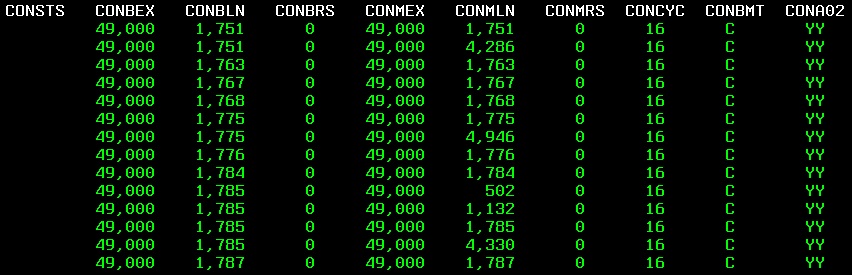 CONSTS CONBEX CONBLN CONBRS CONMEX CONMLN CONMRS CONCYC CONBMT CONA02
49,000 1,751 0 49,000 1,751 0 16 C YY
49,000 1,751 0 49,000 4,286 0 16 C YY
49,000 1,763 0 49,000 1,763 0 16 C YY
49,000 1,767 0 49,000 1,767 0 16 C YY
49,000 1,768 0 49,000 1,768 0 16 C YY
49,000 1,775 0 49,000 1,775 0 16 C YY
49,000 1,775 0 49,000 4,946 0 16 C YY
49,000 1,776 0 49,000 1,776 0 16 C YY
49,000 1,784 0 49,000 1,784 0 16 C YY
49,000 1,785 0 49,000 502 0 16 C YY
49,000 1,785 0 49,000 1,132 0 16 C YY
49,000 1,785 0 49,000 1,785 0 16 C YY
49,000 1,785 0 49,000 4,330 0 16 C YY
49,000 1,787 0 49,000 1,787 0 16 C YY